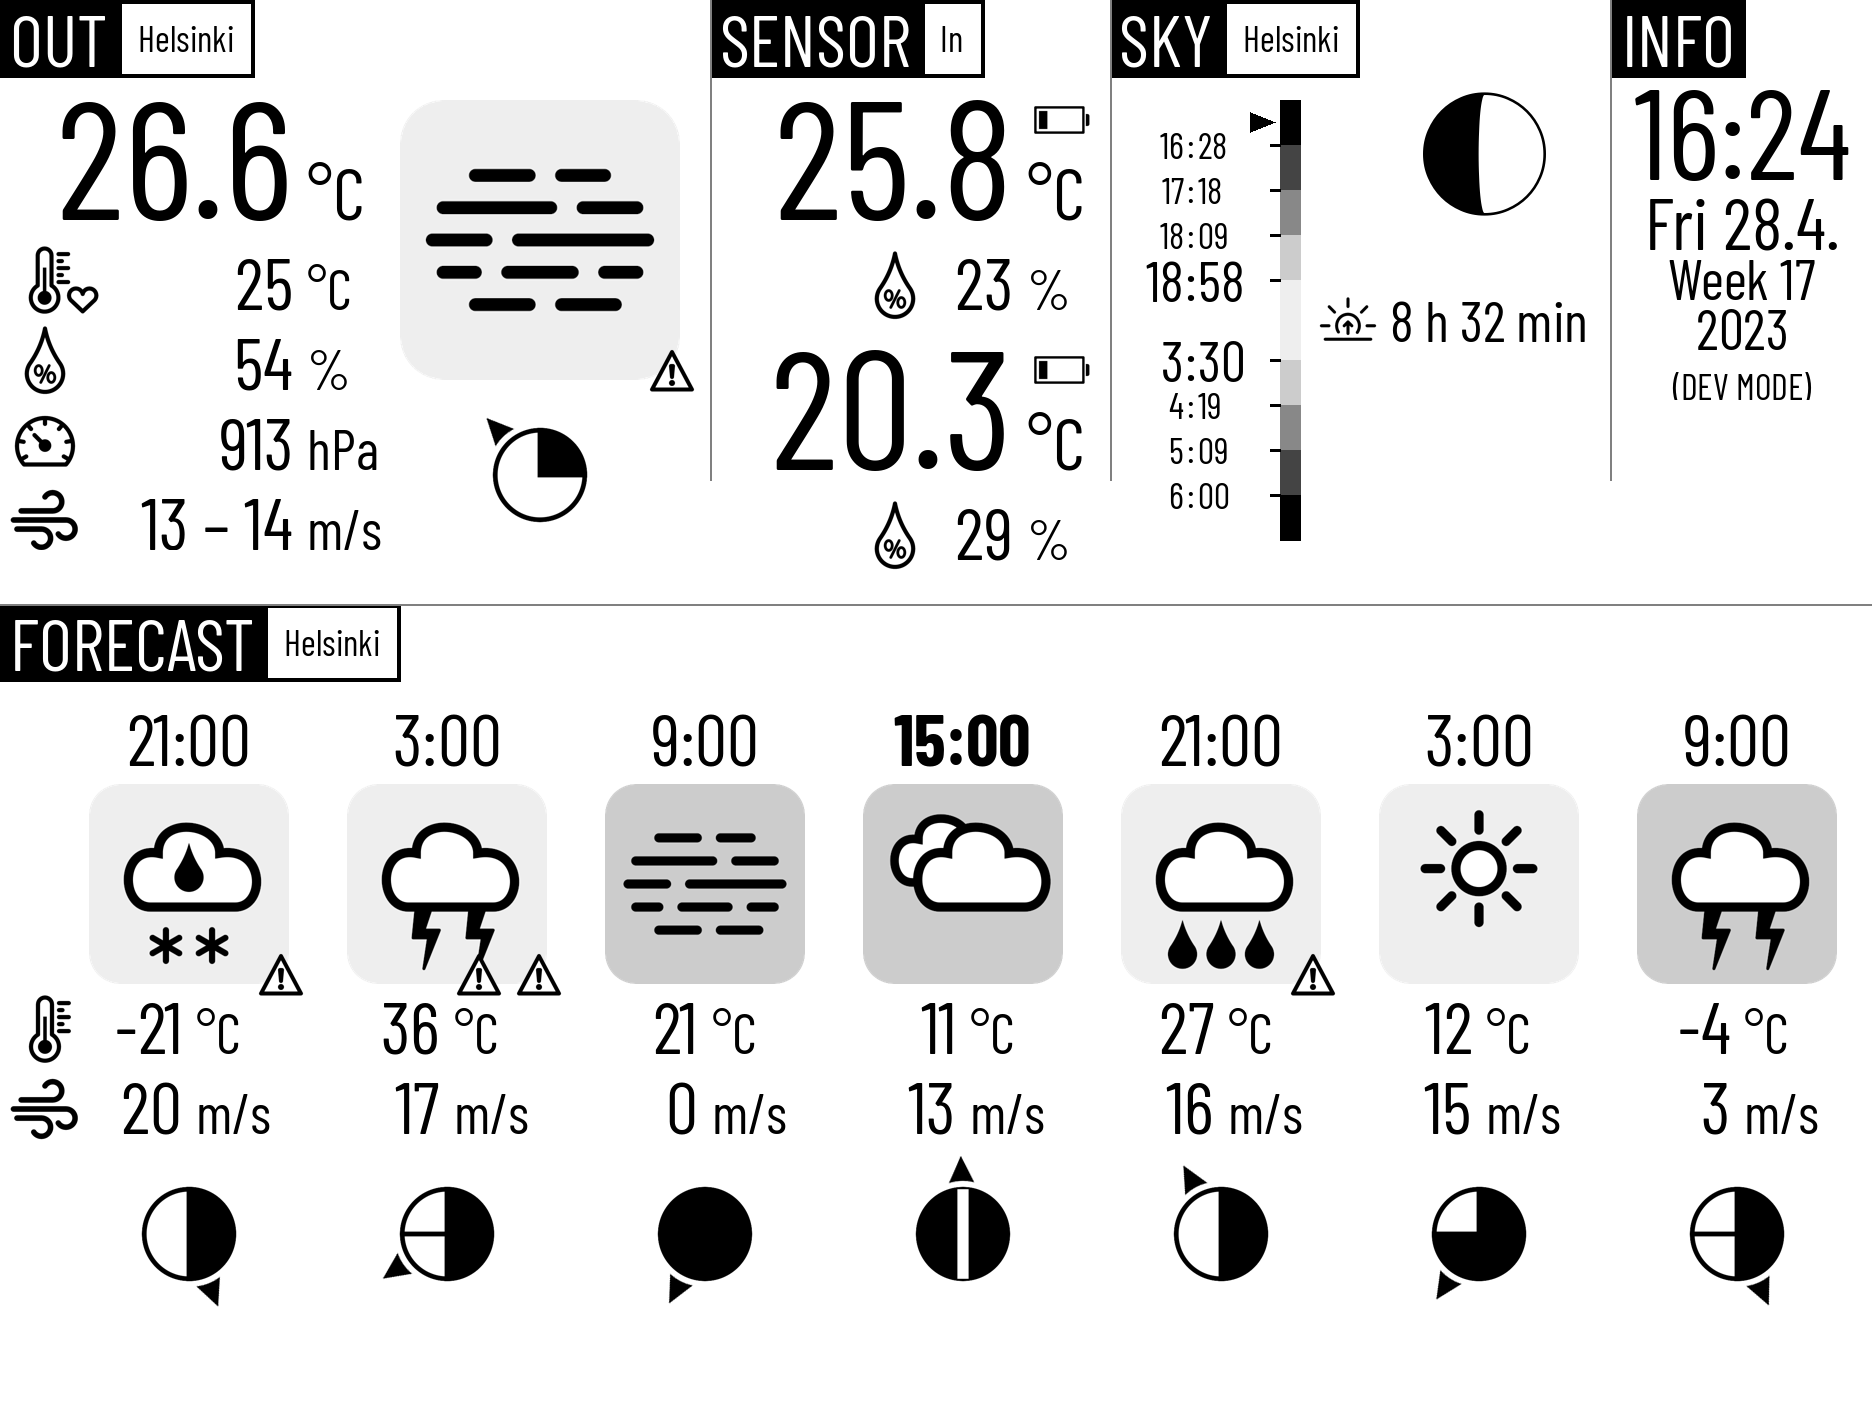 OUT Helsinki
26.6 °C
25 °C
% 54 %
913 hPa
13 – 14 m/s
SENSOR In
25.8 °C
% 23 %
20.3 °C
% 29 %
SKY Helsinki
16:28
17:18
18:09
18:58
3:30
4:19
5:09
6:00
8 h 32 min
INFO
16:24
Fri 28.4.
Week 17
2023
(DEV MODE)
FORECAST Helsinki
21:00 3:00 9:00 15:00 21:00 3:00 9:00
-21 °C 36 °C 21 °C 11 °C 27 °C 12 °C -4 °C
20 m/s 17 m/s 0 m/s 13 m/s 16 m/s 15 m/s 3 m/s